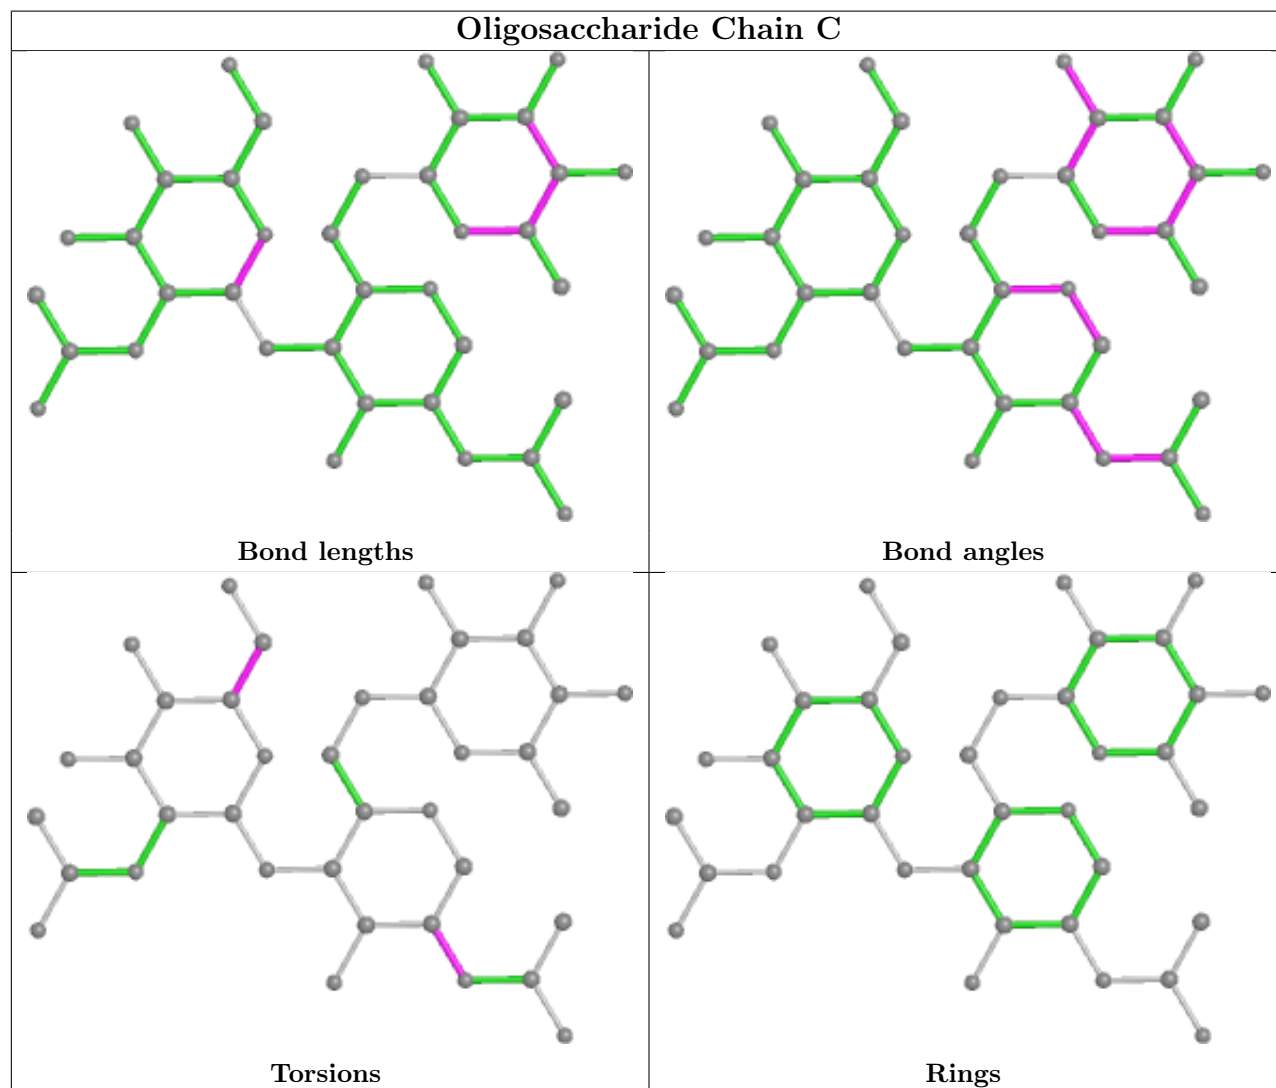 Oligosaccharide Chain C
Bond lengths
Bond angles
Torsions
Rings